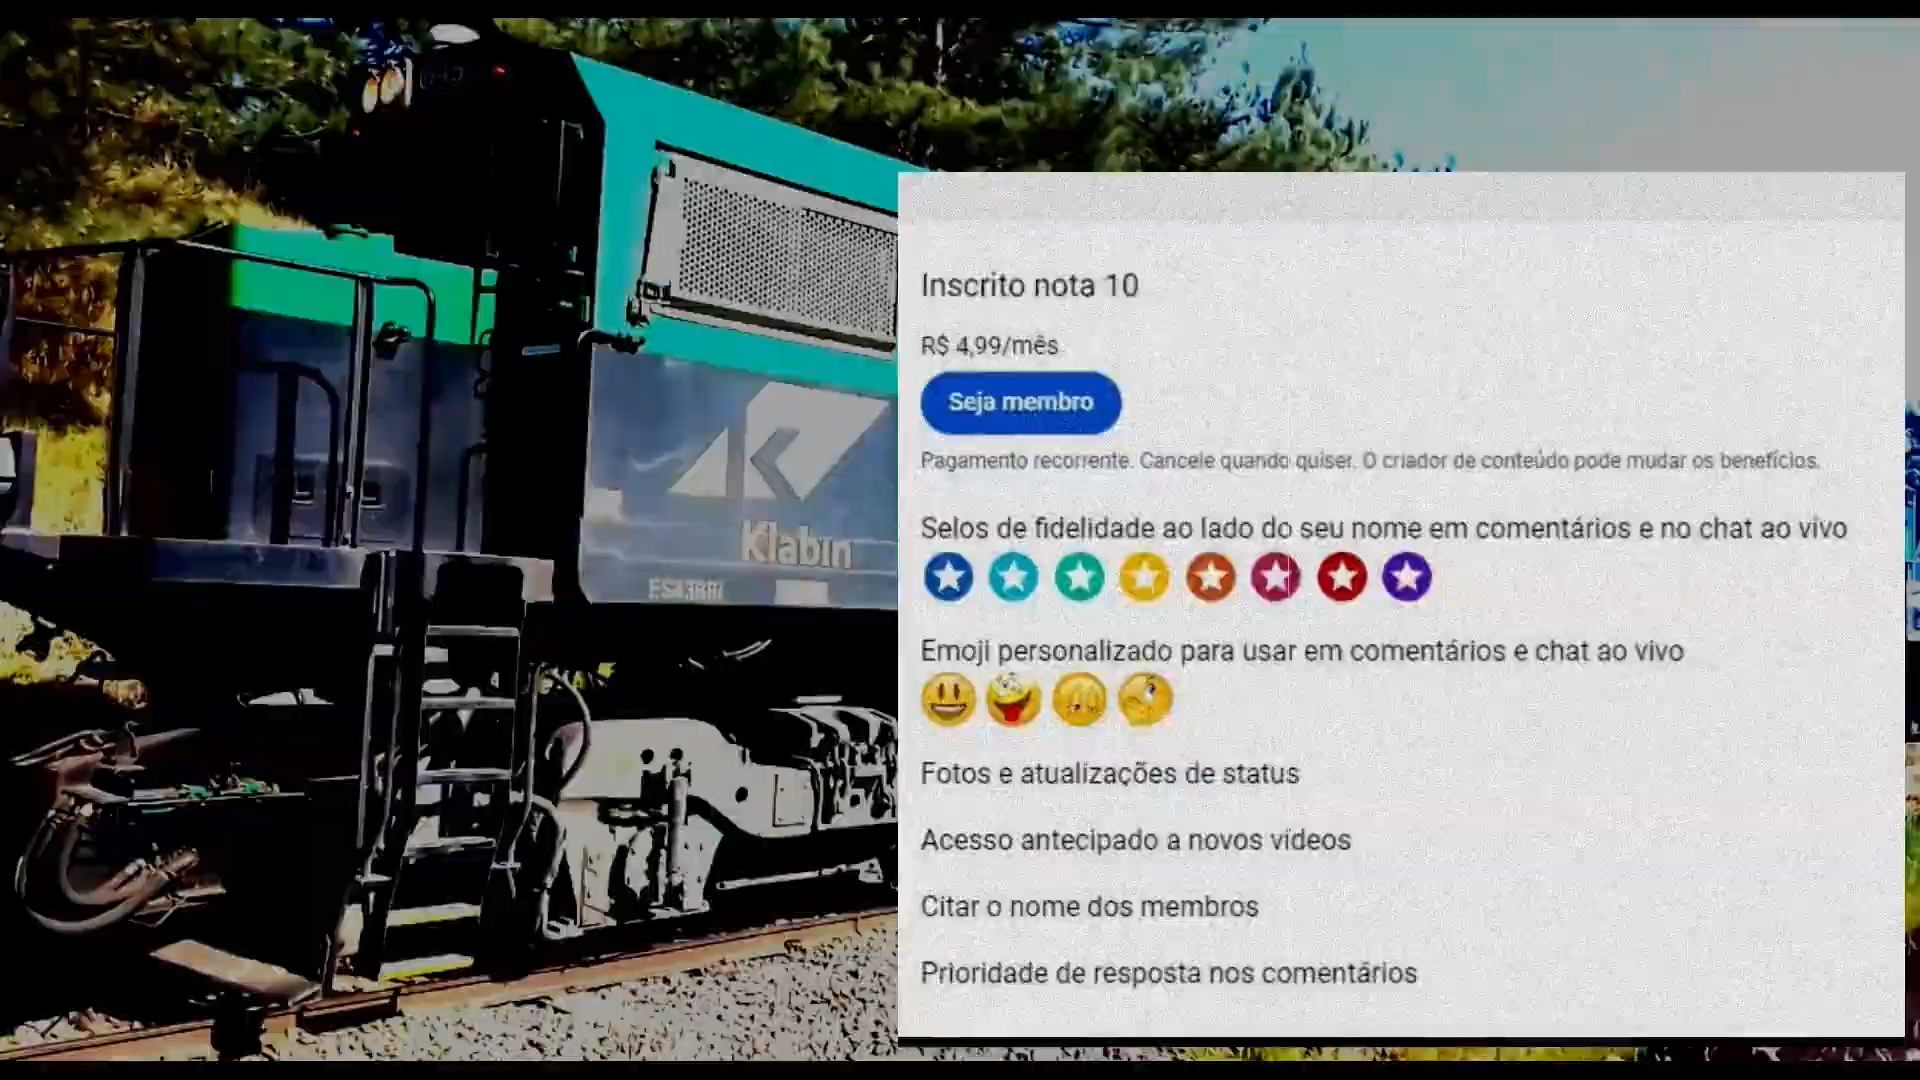 Klabin
Inscrito nota 10
R$ 4,99/mês
Seja membro
Pagamento recorrente. Cancele quando quiser. O criador de conteúdo pode mudar os benefícios.
Selos de fidelidade ao lado do seu nome em comentários e no chat ao vivo
Emoji personalizado para usar em comentários e chat ao vivo
Fotos e atualizações de status
Acesso antecipado a novos vídeos
Citar o nome dos membros
Prioridade de resposta nos comentários